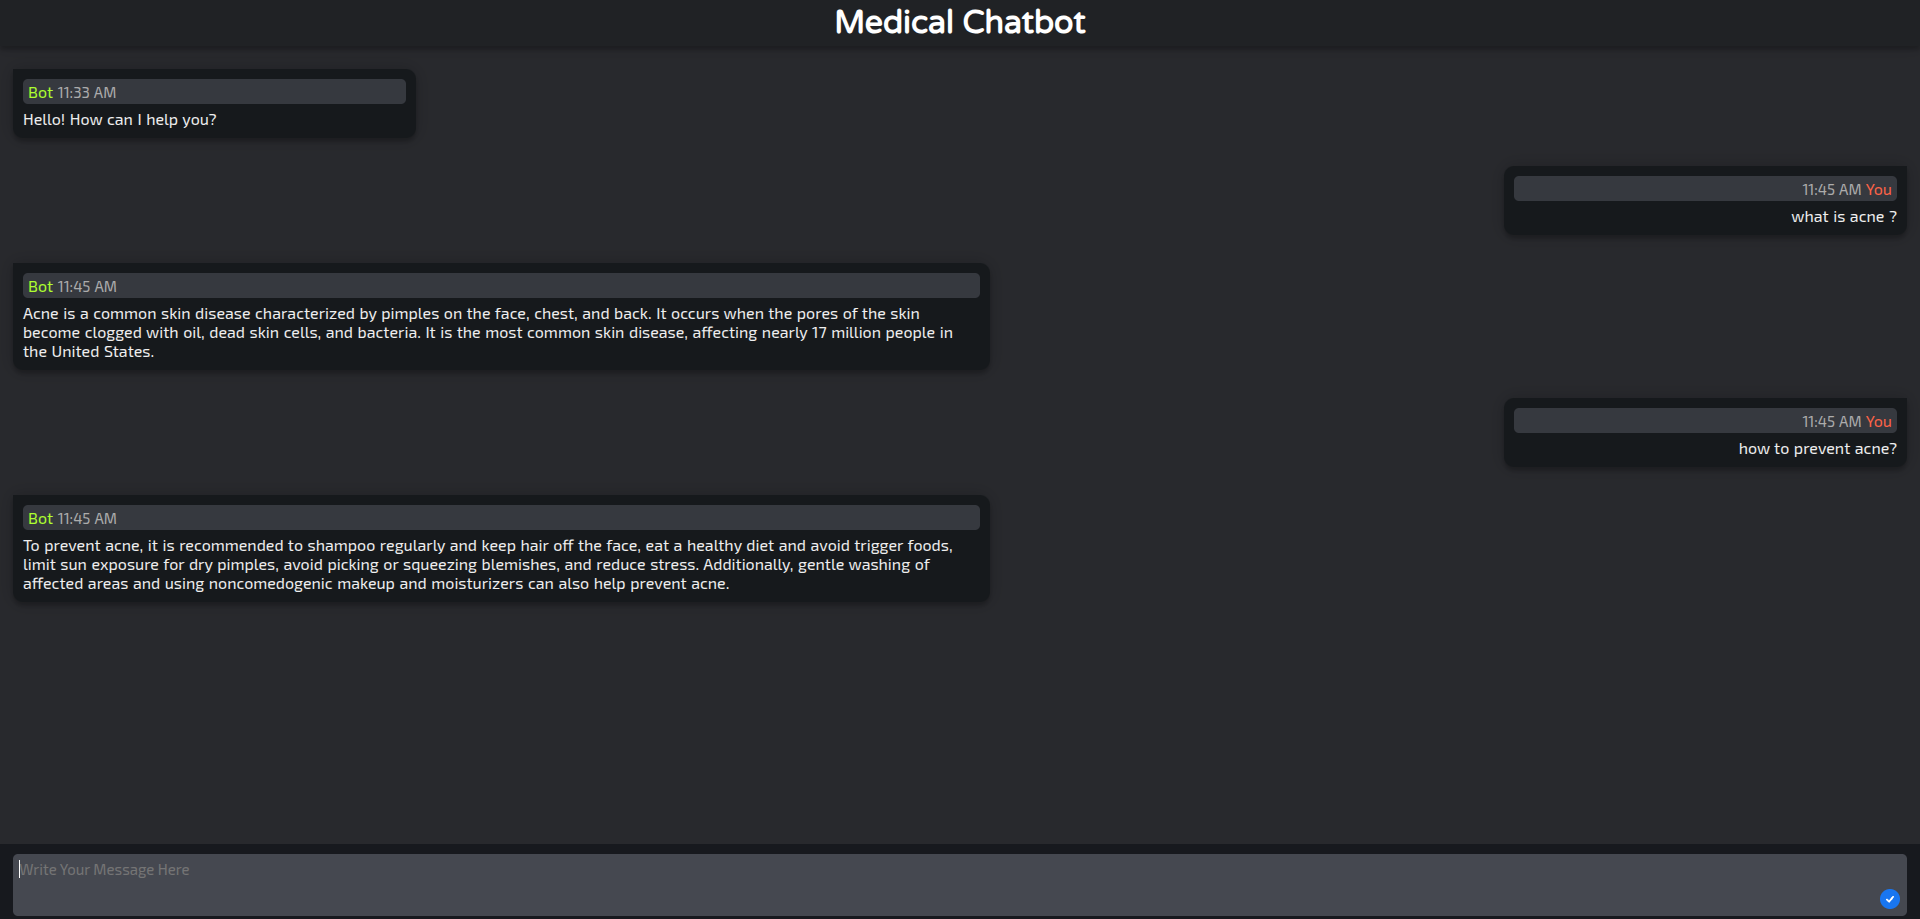 Medical Chatbot
Bot 11:33 AM
Hello! How can I help you?
11:45 AM You
what is acne ?
Bot 11:45 AM
Acne is a common skin disease characterized by pimples on the face, chest, and back. It occurs when the pores of the skin
become clogged with oil, dead skin cells, and bacteria. It is the most common skin disease, affecting nearly 17 million people in
the United States.
11:45 AM You
how to prevent acne?
Bot 11:45 AM
To prevent acne, it is recommended to shampoo regularly and keep hair off the face, eat a healthy diet and avoid trigger foods,
limit sun exposure for dry pimples, avoid picking or squeezing blemishes, and reduce stress. Additionally, gentle washing of
affected areas and using noncomedogenic makeup and moisturizers can also help prevent acne.
Write Your Message Here